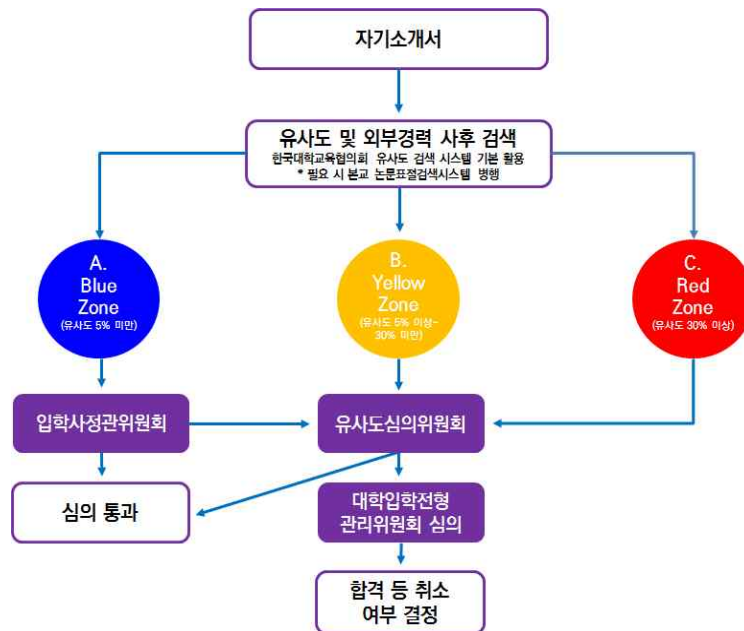 자기소개서
유사도 및 외부경력 사후 검색
한국대학교육협의회 유사도 검색 시스템 기본 활용
* 필요 시 본교 논문표절검색시스템 병행
A.
Blue
Zone
(유사도 5% 미만)
B.
Yellow
Zone
(유사도 5% 이상~
30% 미만)
C.
Red
Zone
(유사도 30% 이상)
입학사정관위원회
유사도심의위원회
심의 통과
대학입학전형
관리위원회 심의
합격 등 취소
여부 결정